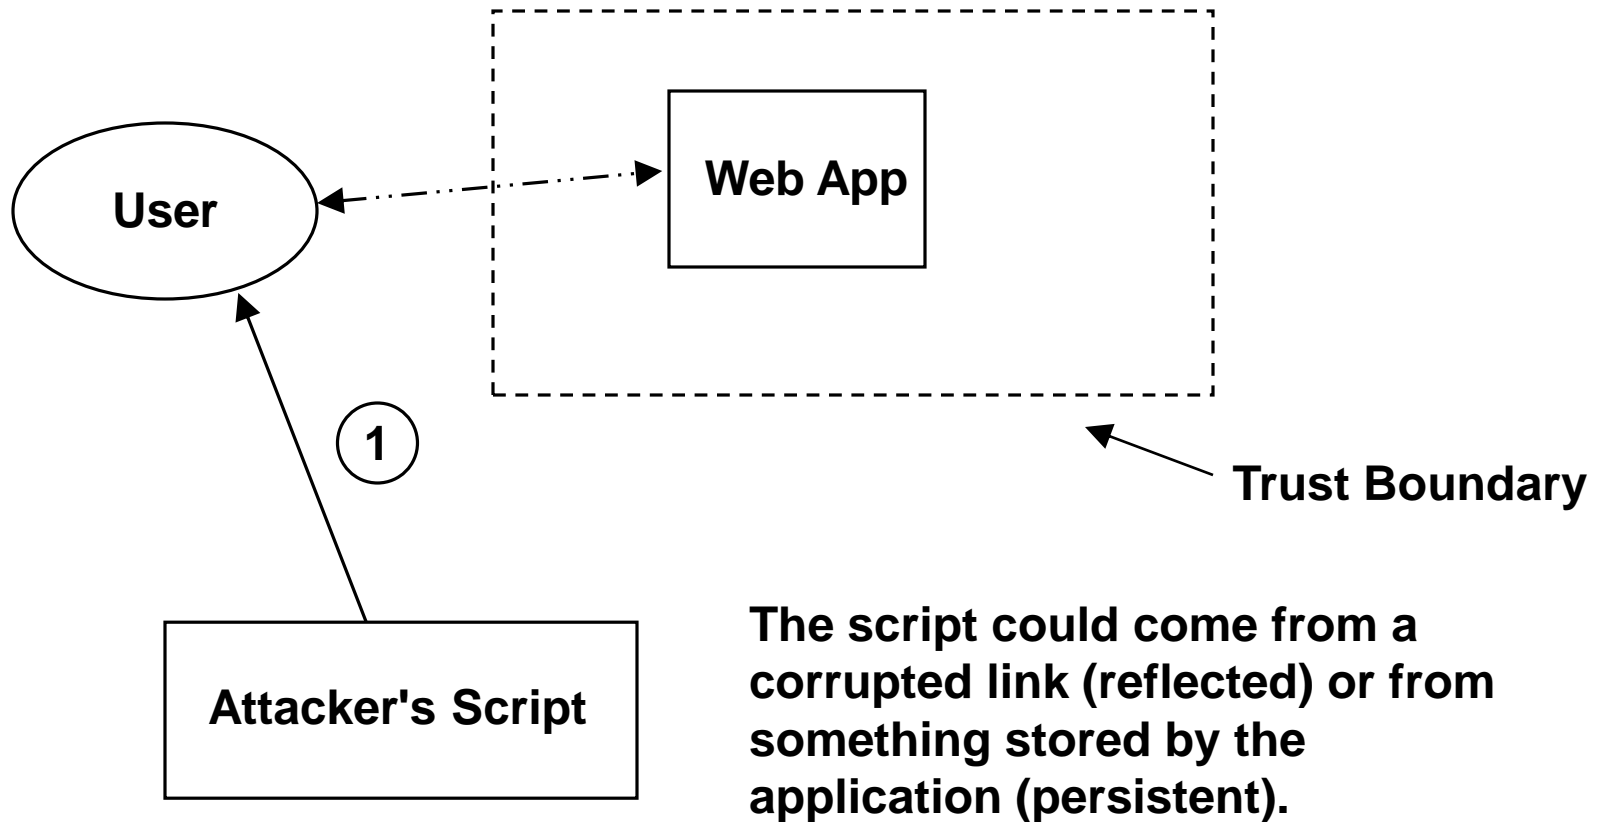 User
Web App
1
Trust Boundary
Attacker's Script
The script could come from a
corrupted link (reflected) or from
something stored by the
application (persistent).